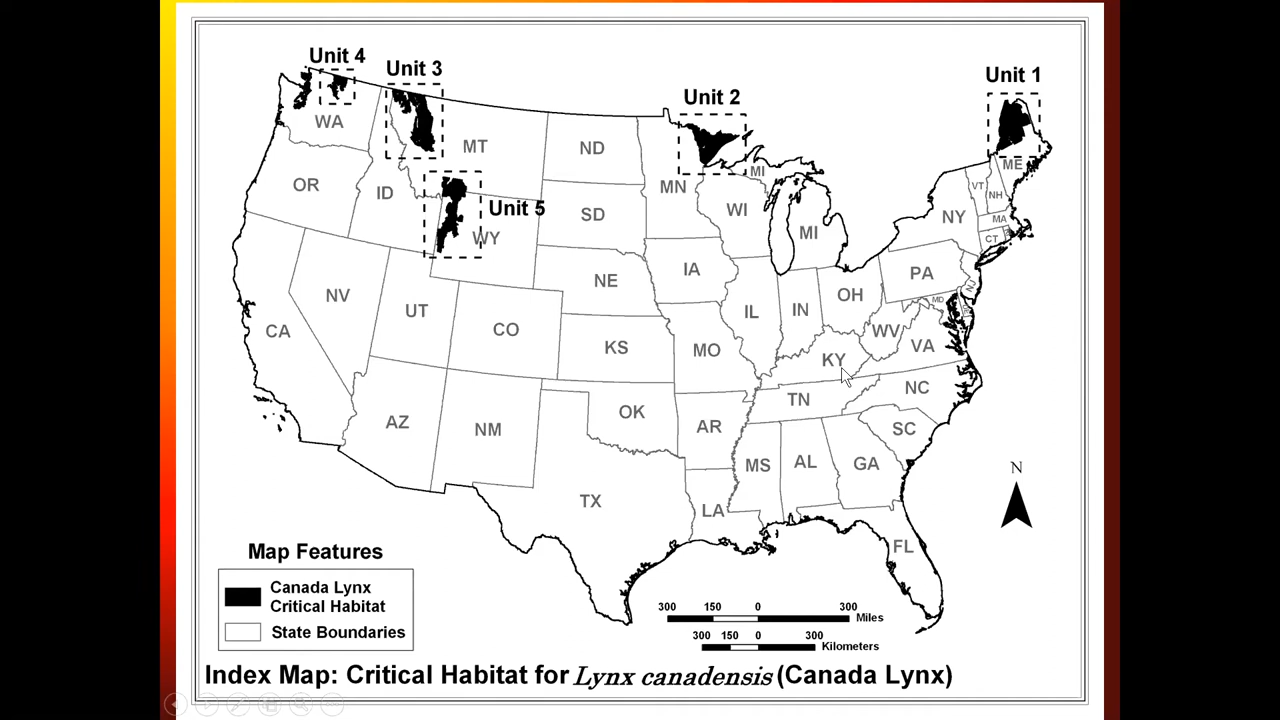 Unit 4
Unit 3
Unit 1
Unit 2
WA
MT
ND
MN
MI
ME
VT
NH
OR
ID
SD
WI
MI
NY
MA
CT
Unit 5
WY
IA
PA
NJ
NV
UT
NE
IL
IN
OH
MD
WV
VA
CA
CO
KS
MO
KY
NC
TN
AZ
NM
OK
AR
SC
MS
AL
GA
TX
LA
FL
N
Map Features
Canada Lynx
Critical Habitat
State Boundaries
300 150 0 300
Miles
300 150 0 300
Kilometers
Index Map: Critical Habitat for Lynx canadensis (Canada Lynx)